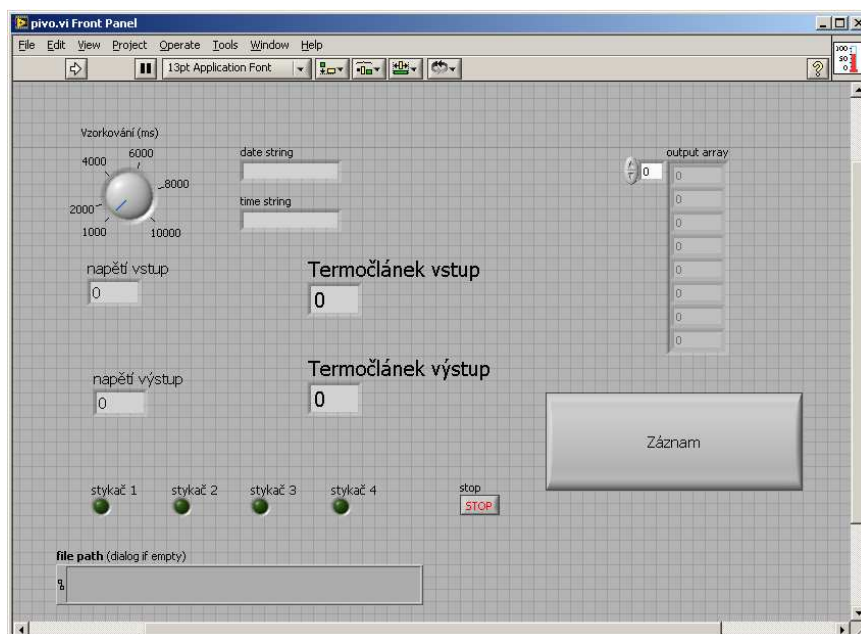 pivo.vi Front Panel
File Edit View Project Operate Tools Window Help
13pt Application Font
?
100
50
0
Vzorkování (ms)
1000
2000
4000
6000
8000
10000
date string
time string
output array
0
0
0
0
0
0
0
0
0
napětí vstup
0
Termočlánek vstup
0
napětí výstup
0
Termočlánek výstup
0
Záznam
stykač 1 stykač 2 stykač 3 stykač 4
stop
STOP
file path (dialog if empty)